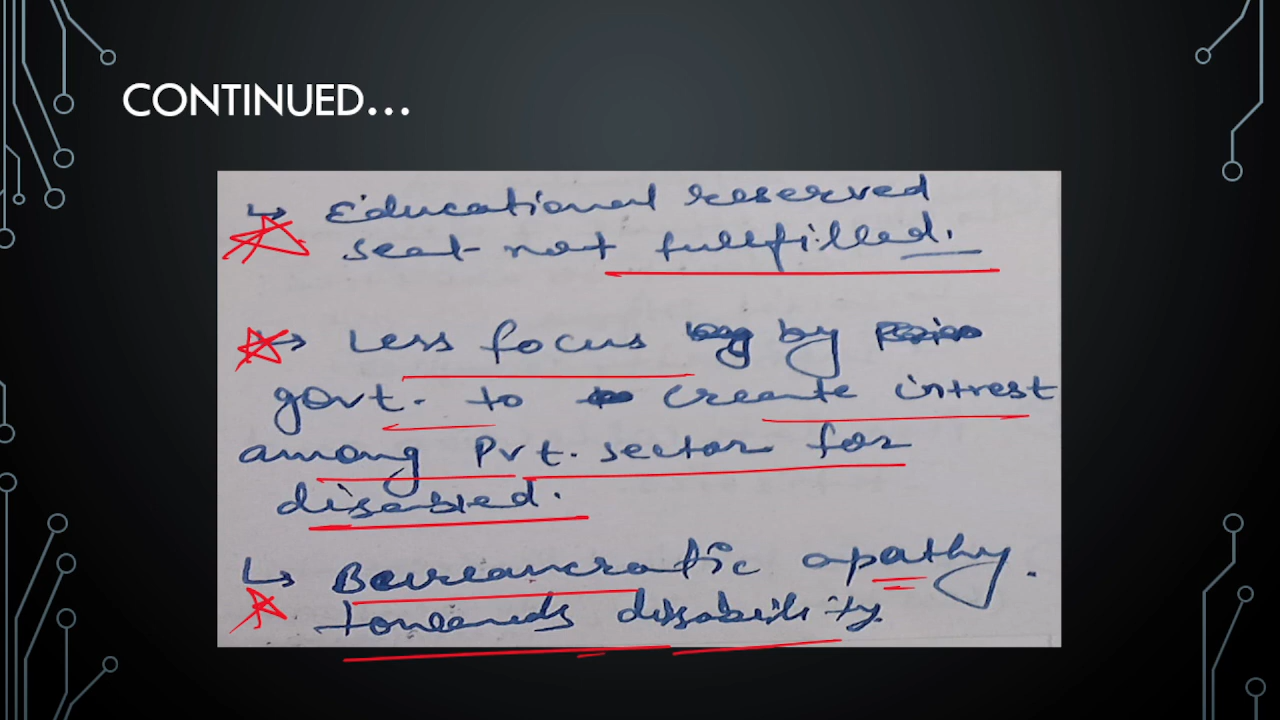 CONTINUED...
↳ Educational reserved
seat not fullfilled.
↳ Less focus by
govt. to create intrest
among Pvt. sector for
disesbled.
↳ Beureaucratic apathy.
towards dissability.